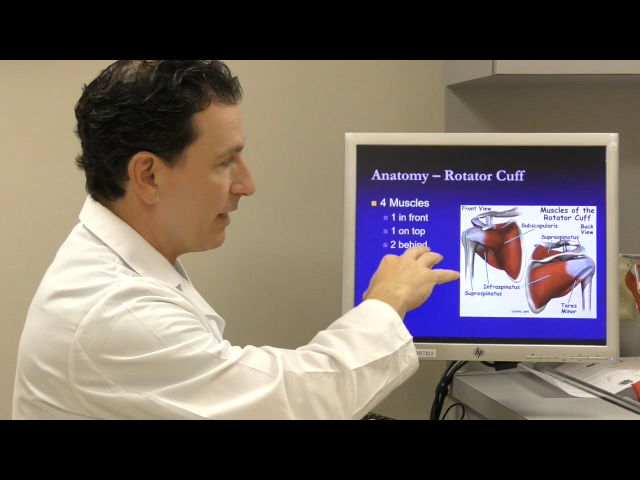 Anatomy – Rotator Cuff
4 Muscles
1 in front
1 on top
2 behind
Front View
Muscles of the
Rotator Cuff
Subscapularis
Back
View
Supraspinatus
Infraspinatus
Supraspinatus
Teres
Minor
hp